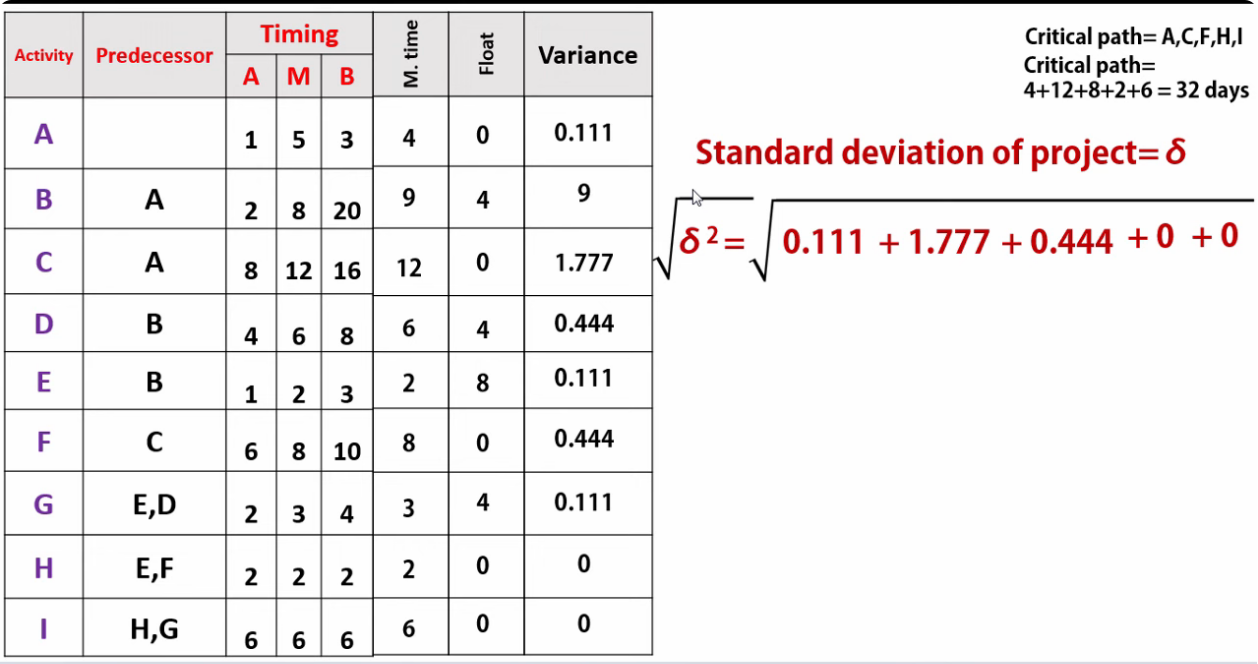 Activity Predecessor Timing M. time Float Variance
A M B
A 1 5 3 4 0 0.111
B A 2 8 20 9 4 9
C A 8 12 16 12 0 1.777
D B 4 6 8 6 4 0.444
E B 1 2 3 2 8 0.111
F C 6 8 10 8 0 0.444
G E,D 2 3 4 3 4 0.111
H E,F 2 2 2 2 0 0
I H,G 6 6 6 6 0 0
Critical path= A,C,F,H,I
Critical path=
4+12+8+2+6 = 32 days
Standard deviation of project= δ
√δ² = √0.111 + 1.777 + 0.444 + 0 + 0